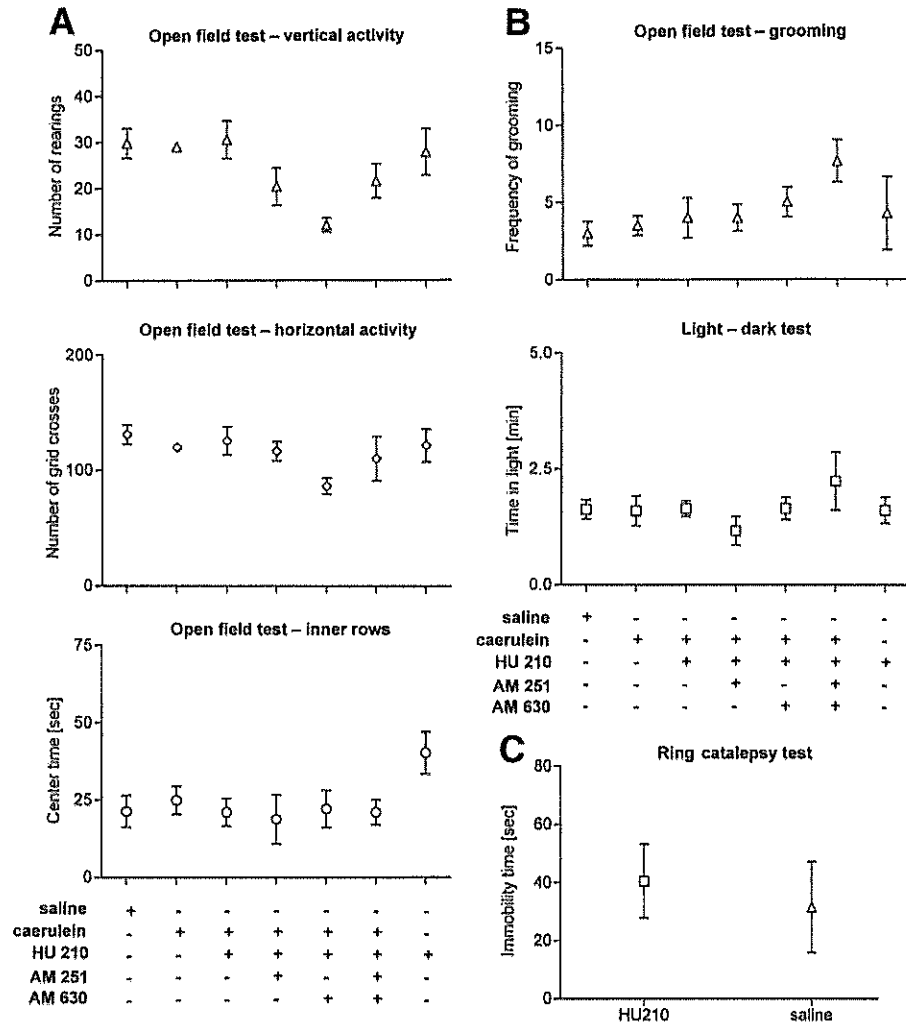 A
Open field test – vertical activity
Number of rearings
50
40
30
20
10
0
Open field test – horizontal activity
Number of grid crosses
200
100
0
Open field test – inner rows
Center time [sec]
75
50
25
0
saline + - - - - - -
caerulein - + + + + + -
HU 210 - - + + + + +
AM 251 - - - + - + -
AM 630 - - - - + + -
B
Open field test – grooming
Frequency of grooming
15
10
5
0
Light – dark test
Time in light [min]
5.0
2.5
0.0
saline + - - - - - -
caerulein - + + + + + -
HU 210 - - + + + + +
AM 251 - - - + - + -
AM 630 - - - - + + -
C
Ring catalepsy test
Immobility time [sec]
80
60
40
20
0
HU210 saline